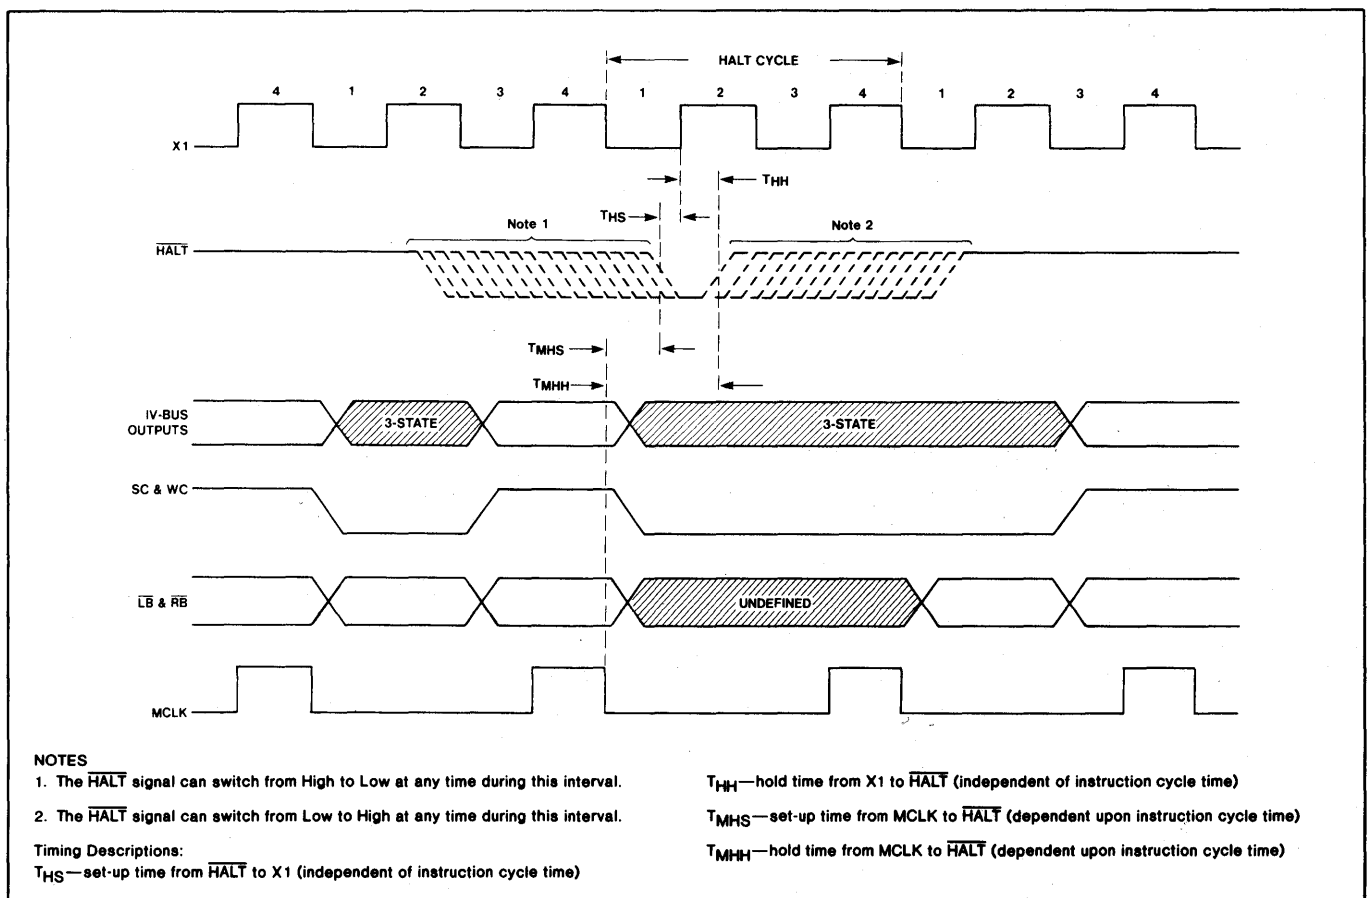 HALT CYCLE
4 1 2 3 4 1 2 3 4 1 2 3 4
X1
THH
THS
Note 1
Note 2
HALT
TMHS
TMHH
IV-BUS
OUTPUTS
3-STATE
3-STATE
SC & WC
LB & RB
UNDEFINED
MCLK
NOTES
1. The HALT signal can switch from High to Low at any time during this interval.
2. The HALT signal can switch from Low to High at any time during this interval.
Timing Descriptions:
THS—set-up time from HALT to X1 (independent of instruction cycle time)
THH—hold time from X1 to HALT (independent of instruction cycle time)
TMHS—set-up time from MCLK to HALT (dependent upon instruction cycle time)
TMHH—hold time from MCLK to HALT (dependent upon instruction cycle time)